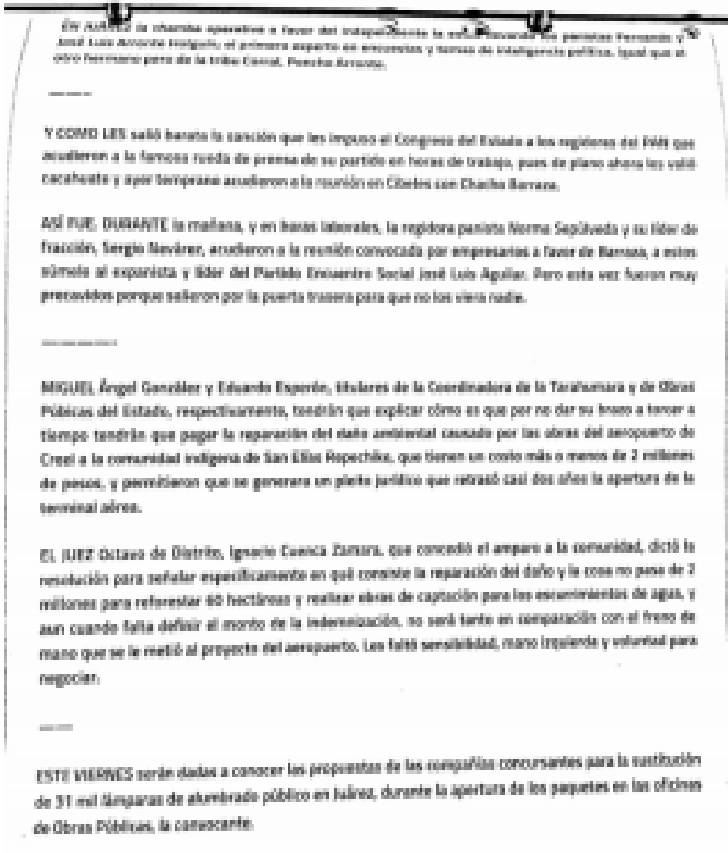 EN JUÁREZ la chamba operativa a favor del independiente la están llevando los panistas Fernando y
José Luis Arronte Holguín, el primero experto en encuestas y temas de inteligencia política. Igual que el
otro hermano pero de la tribu Corral, Poncho Arronte.
Y COMO LES salió barata la sanción que les impuso el Congreso del Estado a los regidores del PAN que
acudieron a la famosa rueda de prensa de su partido en horas de trabajo, pues de plano ahora les valió
cacahuate y ayer temprano acudieron a la reunión en Cibeles con Chacho Barraza.
ASÍ FUE. DURANTE la mañana, y en horas laborales, la regidora panista Norma Sepúlveda y su líder de
fracción, Sergio Nevárez, acudieron a la reunión convocada por empresarios a favor de Barraza, a estos
súmele al expanista y líder del Partido Encuentro Social José Luis Aguilar. Pero esta vez fueron muy
precavidos porque salieron por la puerta trasera para que no los viera nadie.
MIGUEL Ángel González y Eduardo Esperón, titulares de la Coordinadora de la Tarahumara y de Obras
Públicas del Estado, respectivamente, tendrán que explicar cómo es que por no dar su brazo a torcer a
tiempo tendrán que pagar la reparación del daño ambiental causado por las obras del aeropuerto de
Creel a la comunidad indígena de San Elías Repechike, que tienen un costo más o menos de 2 millones
de pesos, y permitieron que se generara un pleito jurídico que retrasó casi dos años la apertura de la
terminal aérea.
EL JUEZ Octavo de Distrito, Ignacio Cuenca Zamora, que concedió el amparo a la comunidad, dictó la
resolución para señalar específicamente en qué consiste la reparación del daño y la cosa no pasa de 2
millones para reforestar 60 hectáreas y realizar obras de captación para los escurrimientos de agua, y
aun cuando falta definir el monto de la indemnización, no será tanto en comparación con el freno de
mano que se le metió al proyecto del aeropuerto. Les faltó sensibilidad, mano izquierda y voluntad para
negociar.
ESTE VIERNES serán dadas a conocer las propuestas de las compañías concursantes para la sustitución
de 31 mil lámparas de alumbrado público en Juárez, durante la apertura de los paquetes en las oficinas
de Obras Públicas, la convocante.